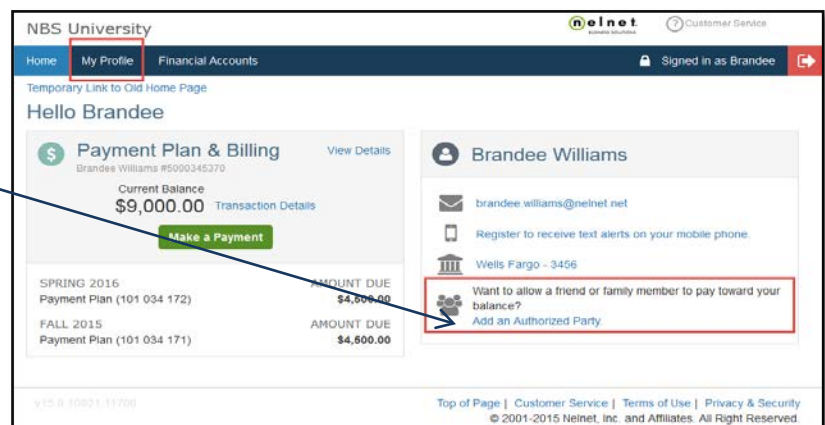 NBS University
nelnet
BUSINESS SOLUTIONS
? Customer Service
Home My Profile Financial Accounts
Signed in as Brandee
Temporary Link to Old Home Page
Hello Brandee
$ Payment Plan & Billing View Details
Brandee Williams #5000345370
Current Balance
$9,000.00 Transaction Details
Make a Payment
SPRING 2016 AMOUNT DUE
Payment Plan (101 034 172) $4,500.00
FALL 2015 AMOUNT DUE
Payment Plan (101 034 171) $4,500.00
Brandee Williams
brandee.williams@nelnet.net
Register to receive text alerts on your mobile phone.
Wells Fargo - 3456
Want to allow a friend or family member to pay toward your
balance?
Add an Authorized Party
Top of Page | Customer Service | Terms of Use | Privacy & Security
© 2001-2015 Nelnet, Inc. and Affiliates. All Right Reserved.